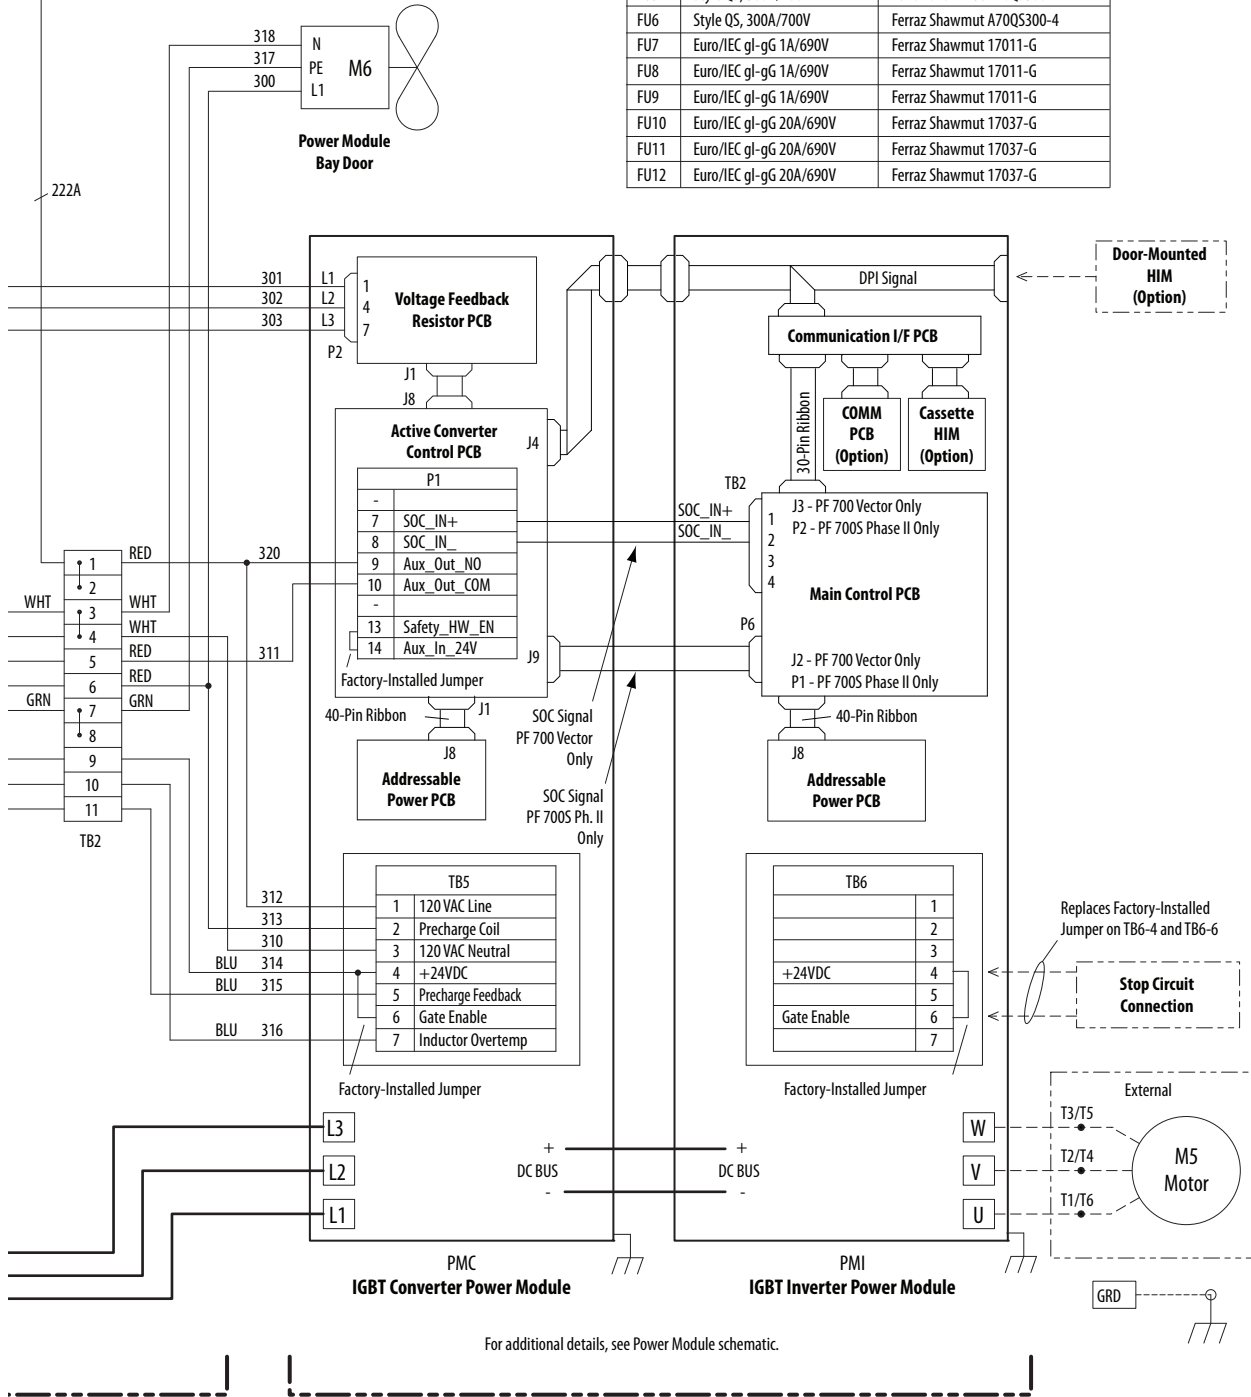 FU6 Style QS, 300A/700V Ferraz Shawmut A70QS300-4
FU7 Euro/IEC gl-gG 1A/690V Ferraz Shawmut 17011-G
FU8 Euro/IEC gl-gG 1A/690V Ferraz Shawmut 17011-G
FU9 Euro/IEC gl-gG 1A/690V Ferraz Shawmut 17011-G
FU10 Euro/IEC gl-gG 20A/690V Ferraz Shawmut 17037-G
FU11 Euro/IEC gl-gG 20A/690V Ferraz Shawmut 17037-G
FU12 Euro/IEC gl-gG 20A/690V Ferraz Shawmut 17037-G
318 N
317 PE M6
300 L1
Power Module
Bay Door
222A
301 L1 1
302 L2 4
303 L3 7
P2
Voltage Feedback
Resistor PCB
J1
J8
Active Converter
Control PCB
J4
P1
-
7 SOC_IN+
8 SOC_IN_
9 Aux_Out_NO
10 Aux_Out_COM
-
13 Safety_HW_EN
14 Aux_In_24V
J9
Factory-Installed Jumper
40-Pin Ribbon
J1
J8
Addressable
Power PCB
DPI Signal
Door-Mounted
HIM
(Option)
Communication I/F PCB
30-Pin Ribbon
COMM
PCB
(Option)
Cassette
HIM
(Option)
TB2
SOC_IN+ 1
SOC_IN_ 2
3
4
J3 - PF 700 Vector Only
P2 - PF 700S Phase II Only
Main Control PCB
P6
J2 - PF 700 Vector Only
P1 - PF 700S Phase II Only
40-Pin Ribbon
J8
Addressable
Power PCB
SOC Signal
PF 700 Vector
Only
SOC Signal
PF 700S Ph. II
Only
1 RED 320
2
WHT 3 WHT
4 WHT
5 RED 311
6 RED
GRN 7 GRN
8
9
10
11
TB2
TB5
312 1 120 VAC Line
313 2 Precharge Coil
310 3 120 VAC Neutral
BLU 314 4 +24VDC
BLU 315 5 Precharge Feedback
6 Gate Enable
BLU 316 7 Inductor Overtemp
Factory-Installed Jumper
TB6
1
2
3
+24VDC 4
5
Gate Enable 6
7
Factory-Installed Jumper
Replaces Factory-Installed
Jumper on TB6-4 and TB6-6
Stop Circuit
Connection
L3
L2
L1
+ +
DC BUS DC BUS
- -
W
V
U
External
T3/T5
T2/T4
T1/T6
M5
Motor
GRD
PMC
IGBT Converter Power Module
PMI
IGBT Inverter Power Module
For additional details, see Power Module schematic.